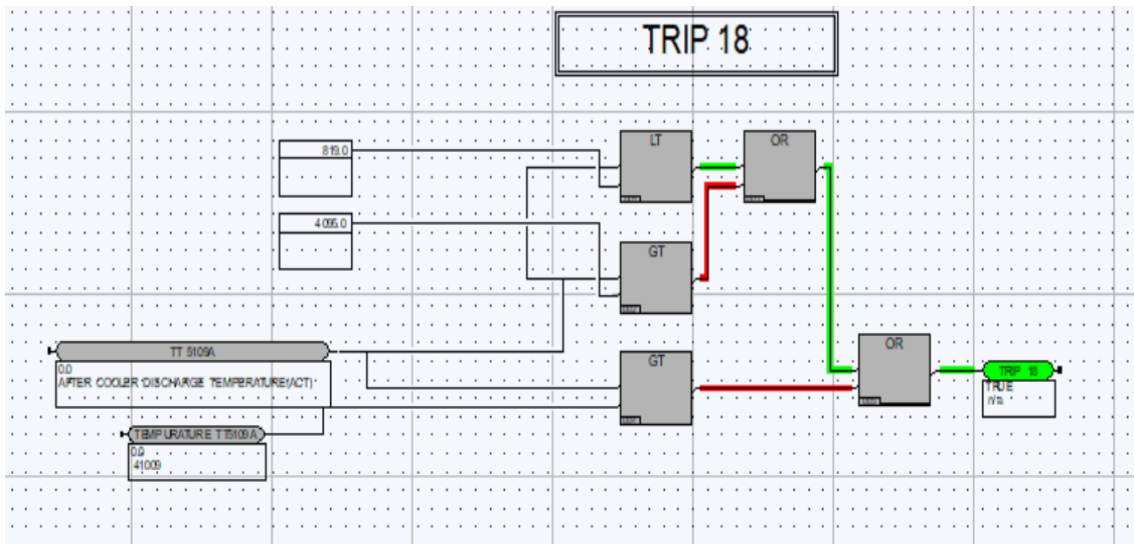 TRIP 18
LT
OR
819.0
4095.0
GT
GT
OR
TT 5109A
0.0
AFTER COOLER DISCHARGE TEMPERATURE(ACT)
TRIP 18
TRUE
n/a
TEMPURATURE TT5109A
0.0
41009